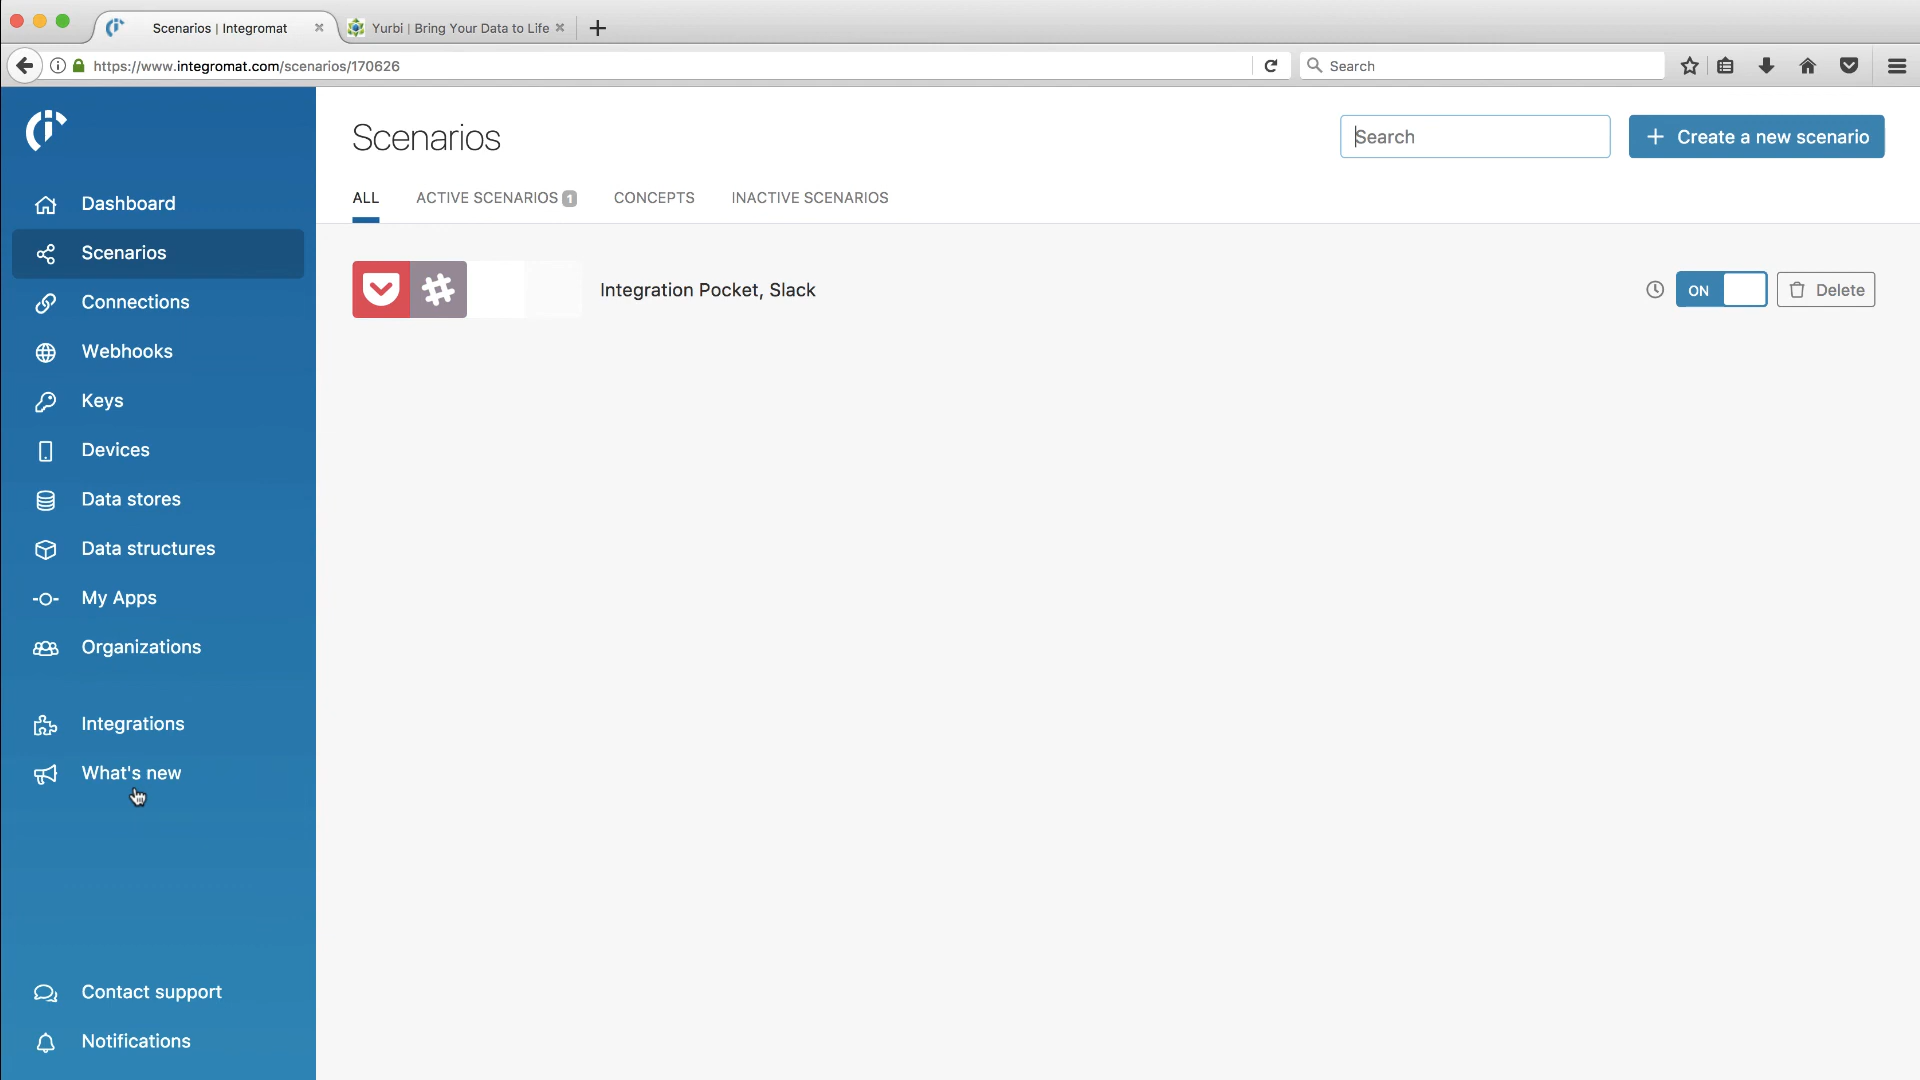 Scenarios | Integromat
Yurbi | Bring Your Data to Life
https://www.integromat.com/scenarios/170626
Search
Scenarios
Search
Create a new scenario
ALL
ACTIVE SCENARIOS 1
CONCEPTS
INACTIVE SCENARIOS
Integration Pocket, Slack
ON
Delete
Dashboard
Scenarios
Connections
Webhooks
Keys
Devices
Data stores
Data structures
My Apps
Organizations
Integrations
What's new
Contact support
Notifications